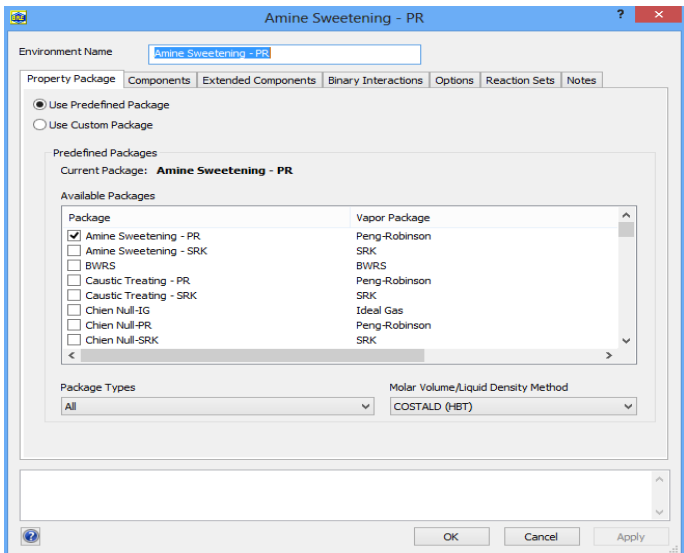 Amine Sweetening - PR
?
Environment Name
Amine Sweetening - PR
Property Package Components Extended Components Binary Interactions Options Reaction Sets Notes
Use Predefined Package
Use Custom Package
Predefined Packages
Current Package: Amine Sweetening - PR
Available Packages
Package Vapor Package
Amine Sweetening - PR Peng-Robinson
Amine Sweetening - SRK SRK
BWRS BWRS
Caustic Treating - PR Peng-Robinson
Caustic Treating - SRK SRK
Chien Null-IG Ideal Gas
Chien Null-PR Peng-Robinson
Chien Null-SRK SRK
Package Types Molar Volume/Liquid Density Method
All COSTALD (HBT)
? OK Cancel Apply